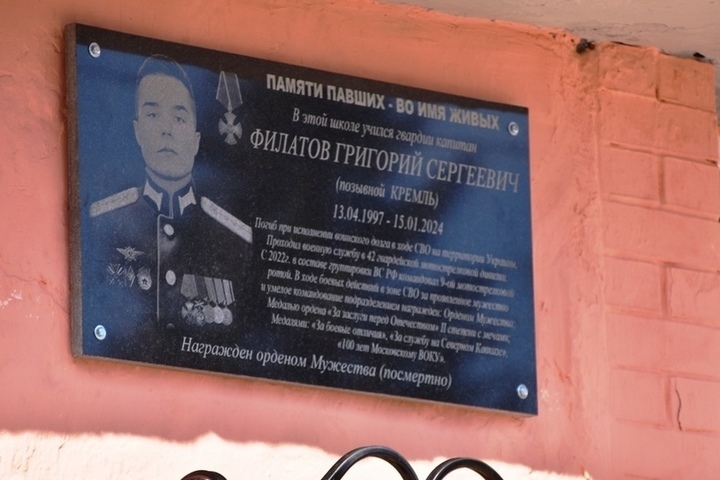 ПАМЯТИ ПАВШИХ - ВО ИМЯ ЖИВЫХ
В этой школе учился гвардии капитан
ФИЛАТОВ ГРИГОРИЙ СЕРГЕЕВИЧ
(позывной КРЕМЛЬ)
13.04.1997 - 15.01.2024
Погиб при исполнении воинского долга в ходе СВО на территории Украины.
Проходил военную службу в 42 гвардейской мотострелковой дивизии.
С 2022г. в составе группировки ВС РФ командовал 9-ой мотострелковой
ротой. В ходе боевых действий в зоне СВО за проявленное мужество
и умелое командование подразделением награжден: Орденом Мужества;
Медалью ордена «За заслуги перед Отечеством» II степени с мечами;
Медалями: «За боевые отличия», «За службу на Северном Кавказе»,
«100 лет Московскому ВОКУ».
Награжден орденом Мужества (посмертно)